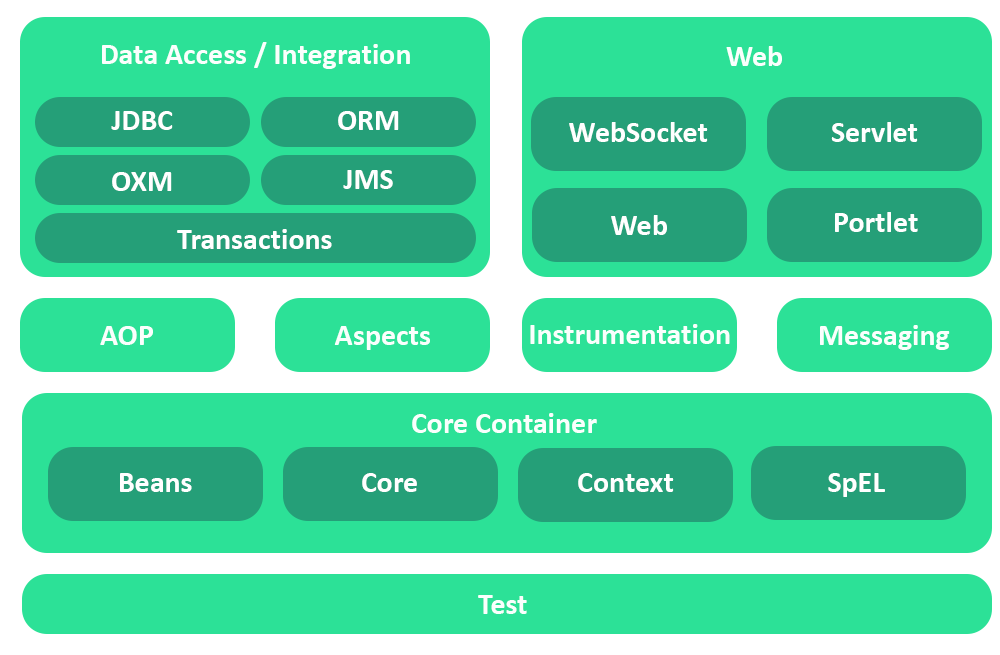 Data Access / Integration
JDBC
ORM
OXM
JMS
Transactions
Web
WebSocket
Servlet
Web
Portlet
AOP
Aspects
Instrumentation
Messaging
Core Container
Beans
Core
Context
SpEL
Test